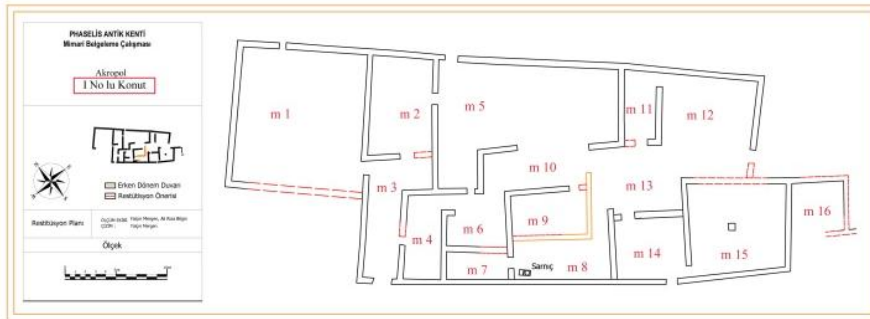 PHASELIS ANTİK KENTİ
Mimari Belgeleme Çalışması
Akropol
I No lu Konut
Erken Dönem Duvarı
Restitüsyon Önerisi
Restitüsyon Planı
Ölçek
m 1
m 2
m 3
m 4
m 5
m 6
m 7
m 8
m 9
m 10
m 11
m 12
m 13
m 14
m 15
m 16
Sarnıç